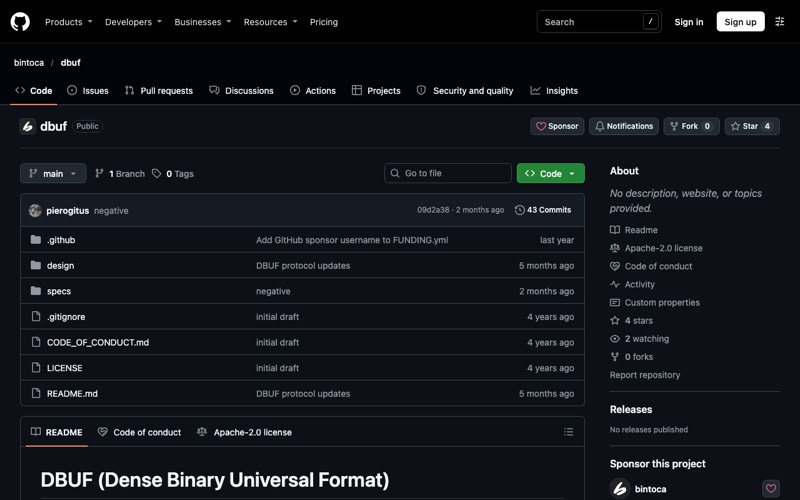 Products Developers Businesses Resources Pricing Search / Sign in Sign up
bintoca / dbuf
Code Issues Pull requests Discussions Actions Projects Security and quality Insights
dbuf Public Sponsor Notifications Fork 0 Star 4
main 1 Branch 0 Tags Go to file Code
pierogitus negative 09d2a38 · 2 months ago 43 Commits
.github Add GitHub sponsor username to FUNDING.yml last year
design DBUF protocol updates 5 months ago
specs negative 2 months ago
.gitignore initial draft 4 years ago
CODE_OF_CONDUCT.md initial draft 4 years ago
LICENSE initial draft 4 years ago
README.md DBUF protocol updates 5 months ago
README Code of conduct Apache-2.0 license
DBUF (Dense Binary Universal Format)
About
No description, website, or topics
provided.
Readme
Apache-2.0 license
Code of conduct
Activity
Custom properties
4 stars
2 watching
0 forks
Report repository
Releases
No releases published
Sponsor this project
bintoca